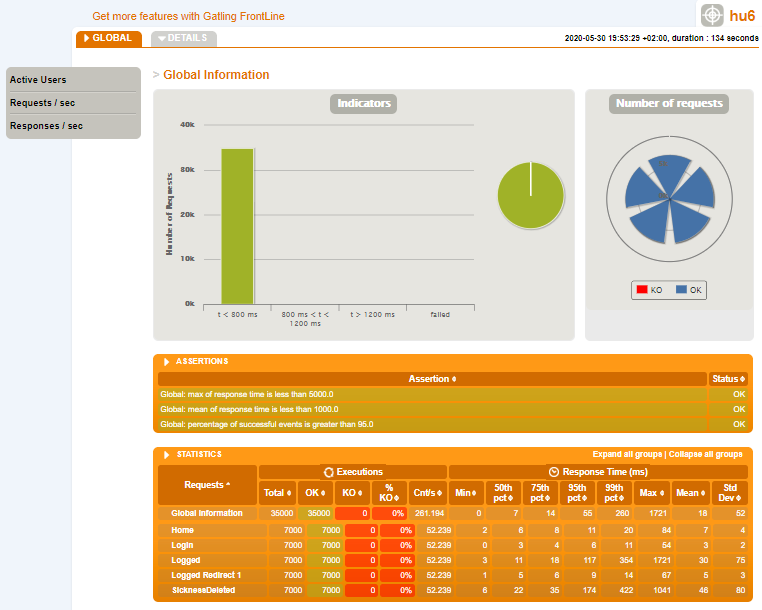 Get more features with Gatling FrontLine
hu6
GLOBAL
DETAILS
2020-05-30 19:53:29 +02:00, duration : 134 seconds
Active Users
Requests / sec
Responses / sec
> Global Information
Indicators
Number of requests
Number of Requests
40k
30k
20k
10k
0k
t < 800 ms
800 ms < t <
1200 ms
t > 1200 ms
failed
KO OK
ASSERTIONS
Assertion Status
Global: max of response time is less than 5000.0 OK
Global: mean of response time is less than 1000.0 OK
Global: percentage of successful events is greater than 95.0 OK
STATISTICS Expand all groups | Collapse all groups
Requests Executions Response Time (ms)
Total OK KO % KO Cnt/s Min 50th pct 75th pct 95th pct 99th pct Max Mean Std Dev
Global Information 35000 35000 0 0% 261.194 0 7 14 55 260 1721 18 52
Home 7000 7000 0 0% 52.239 2 6 8 11 20 84 7 4
Login 7000 7000 0 0% 52.239 0 3 4 6 11 54 3 2
Logged 7000 7000 0 0% 52.239 3 11 18 117 354 1721 30 75
Logged Redirect 1 7000 7000 0 0% 52.239 1 5 6 9 14 67 5 3
SicknessDeleted 7000 7000 0 0% 52.239 6 22 35 174 422 1041 46 80